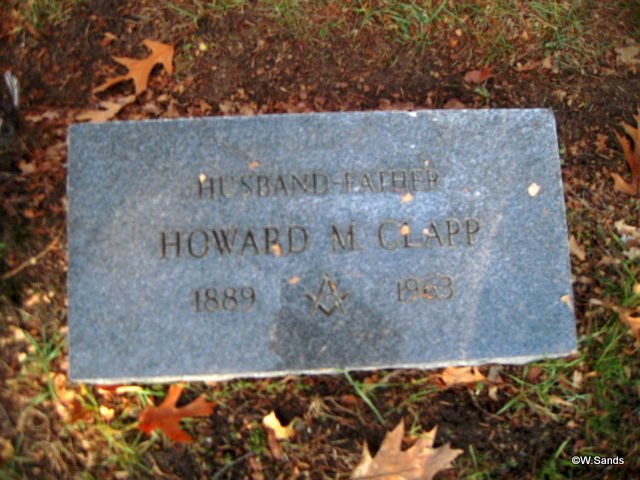 HUSBAND-FATHER
HOWARD M. CLAPP
1889 1963
©W.Sands